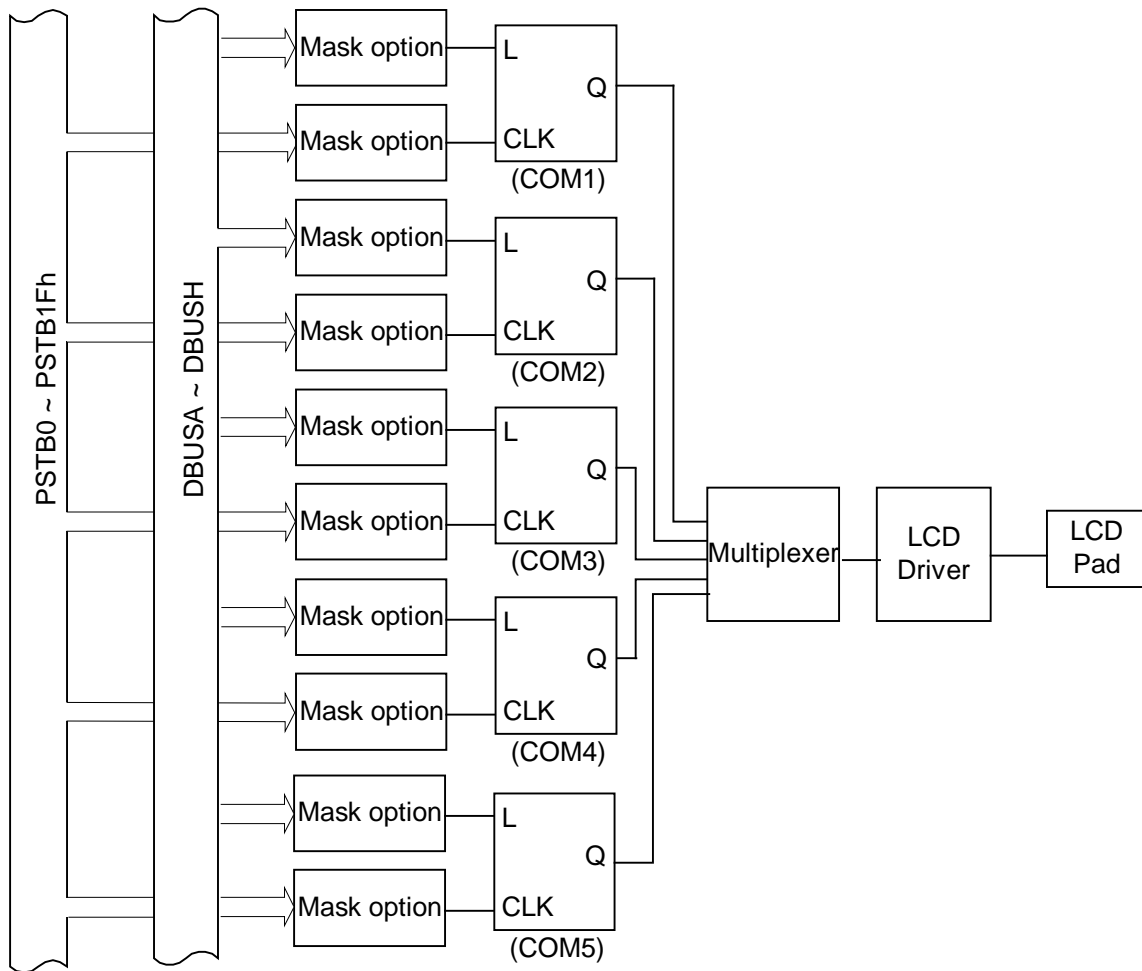 PSTB0 ~ PSTB1Fh
DBUSA ~ DBUSH
Mask option
L
Q
Mask option
CLK
(COM1)
Mask option
L
Q
Mask option
CLK
(COM2)
Mask option
L
Q
Mask option
CLK
(COM3)
Mask option
L
Q
Mask option
CLK
(COM4)
Mask option
L
Q
Mask option
CLK
(COM5)
Multiplexer
LCD
Driver
LCD
Pad